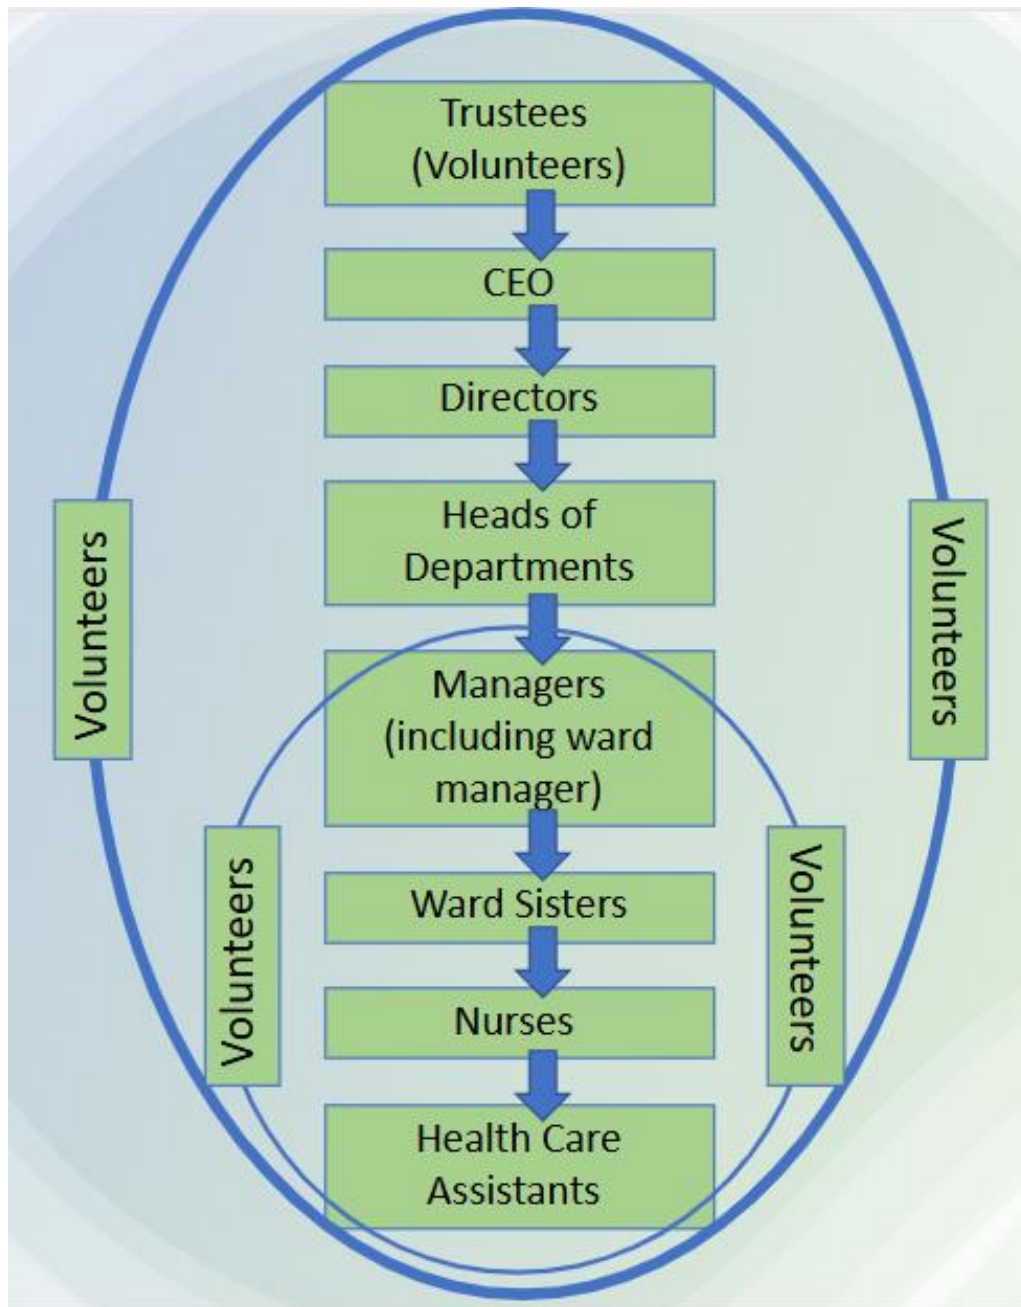 Trustees
(Volunteers)
CEO
Directors
Heads of
Departments
Volunteers
Volunteers
Managers
(including ward
manager)
Volunteers
Volunteers
Ward Sisters
Nurses
Health Care
Assistants